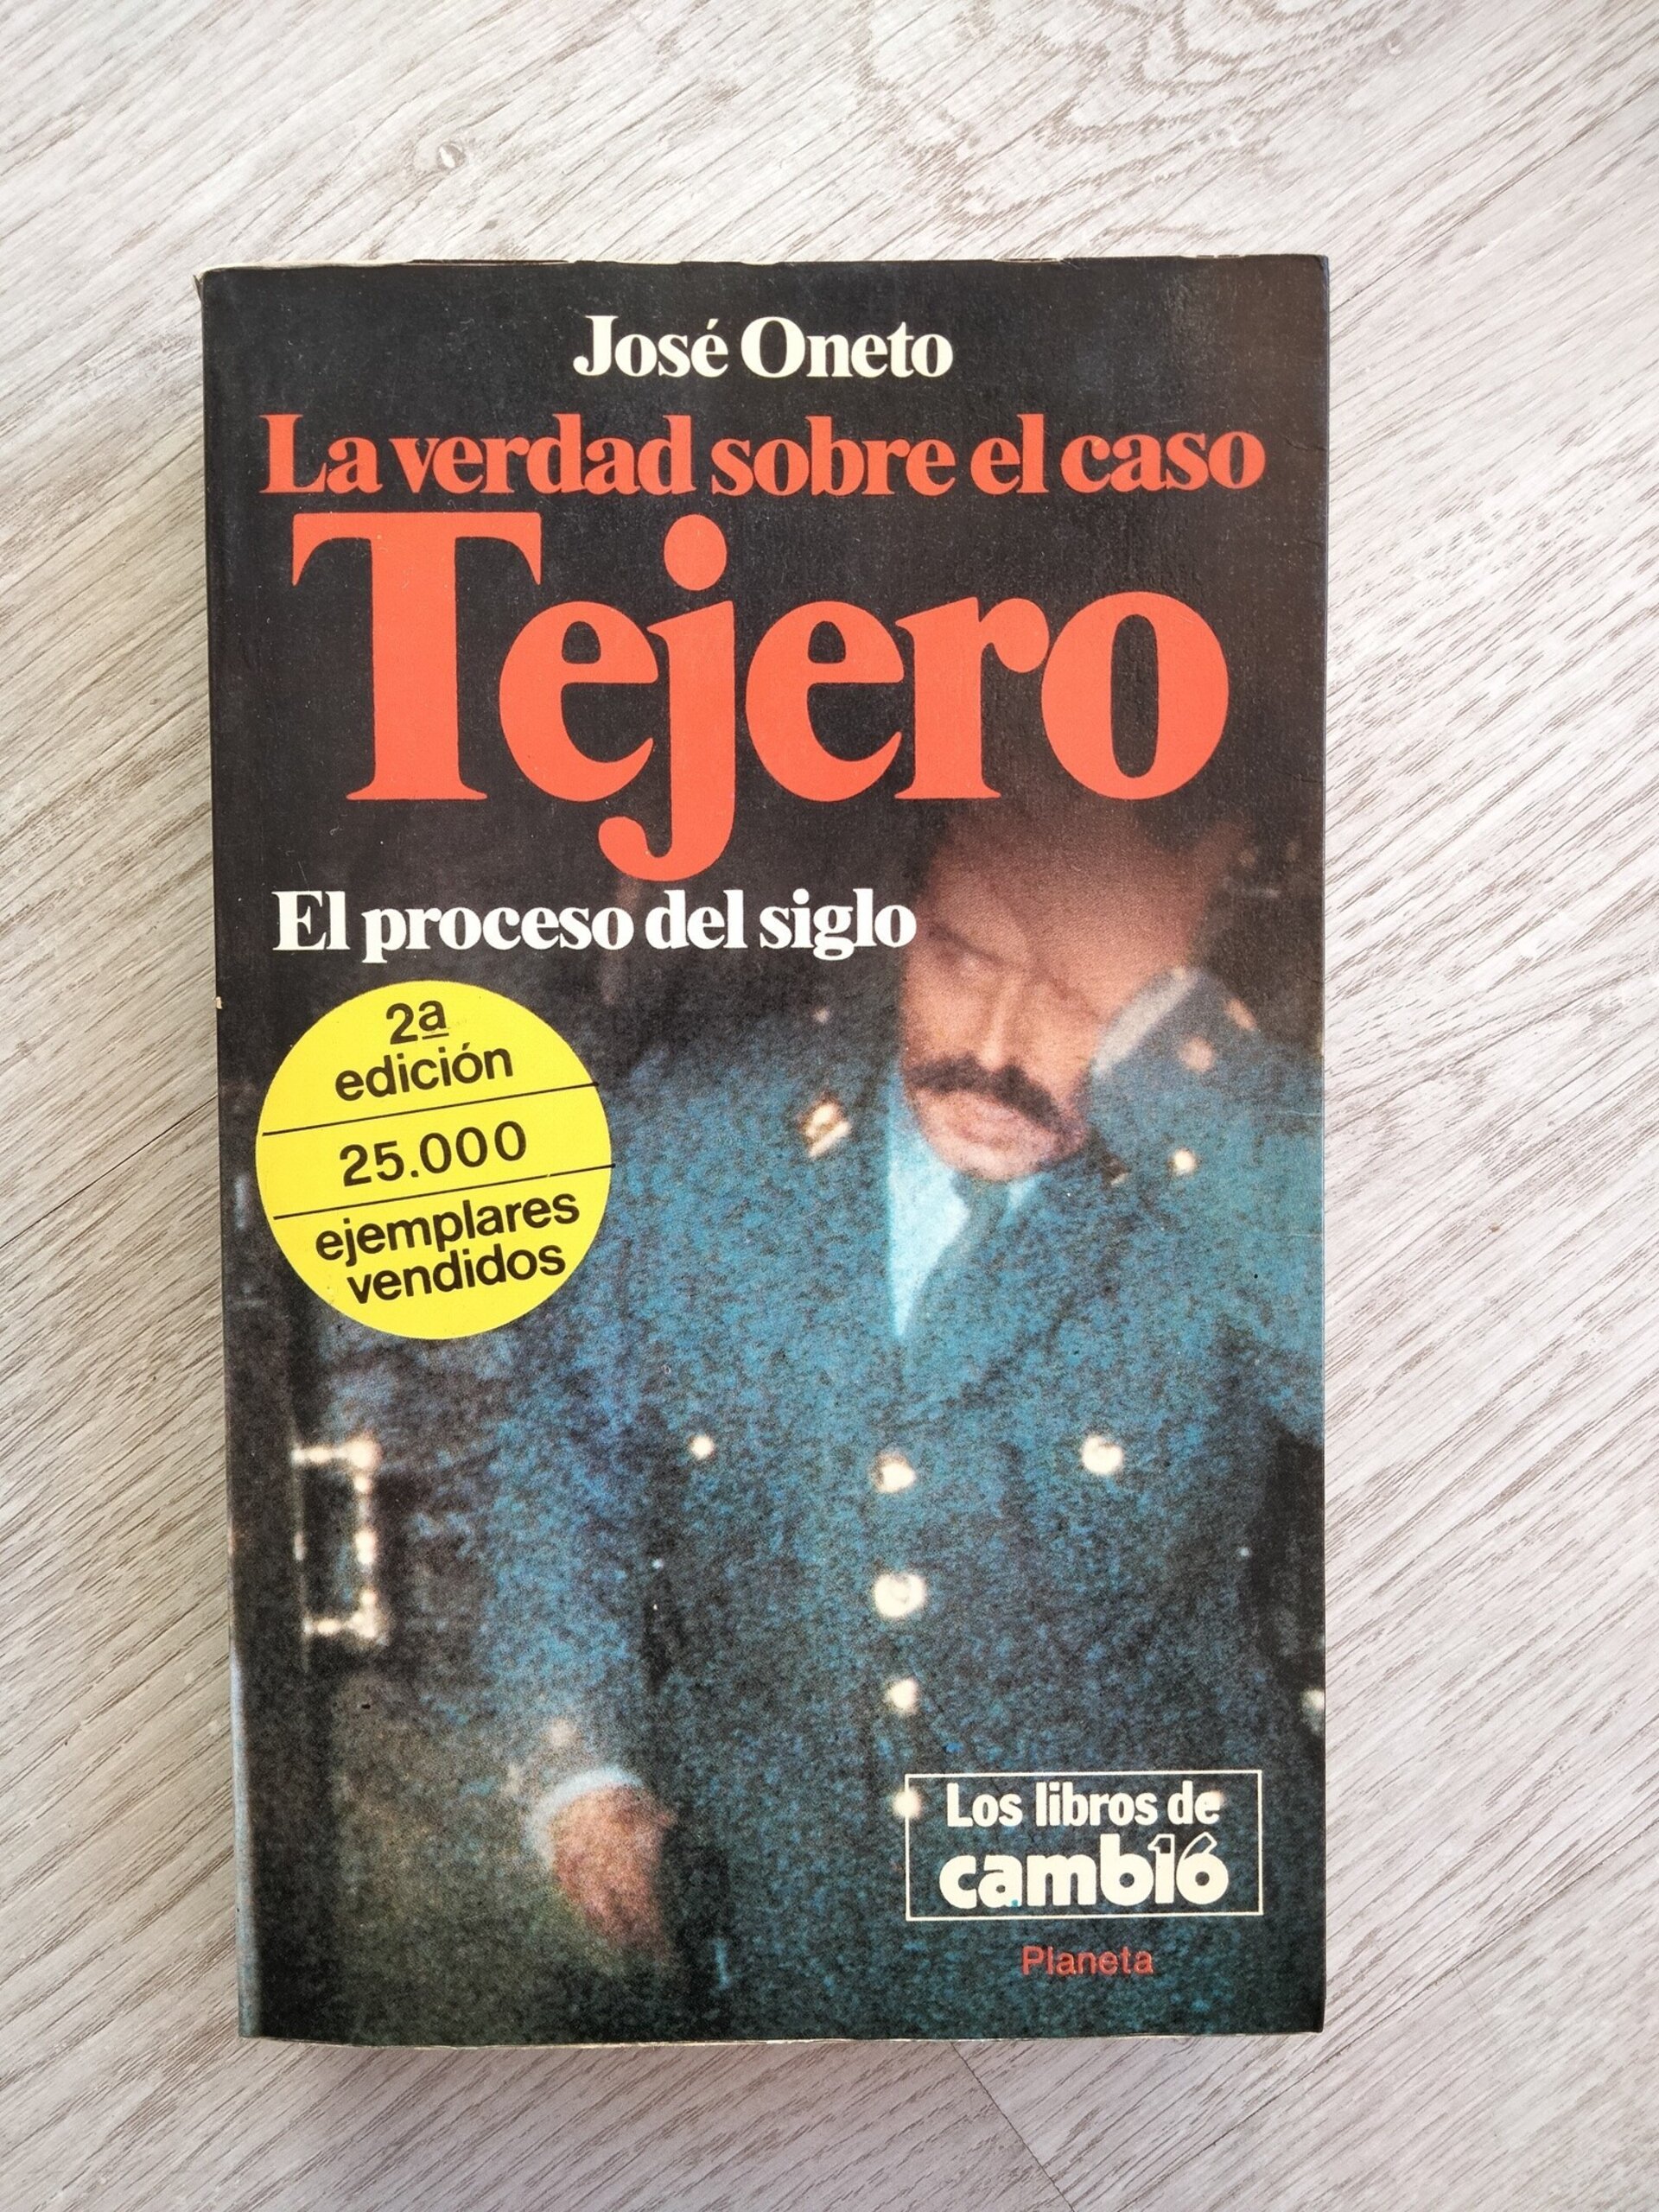 José Oneto
La verdad sobre el caso
Tejero
El proceso del siglo
2ª
edición
25.000
ejemplares
vendidos
Los libros de
camb16
Planeta